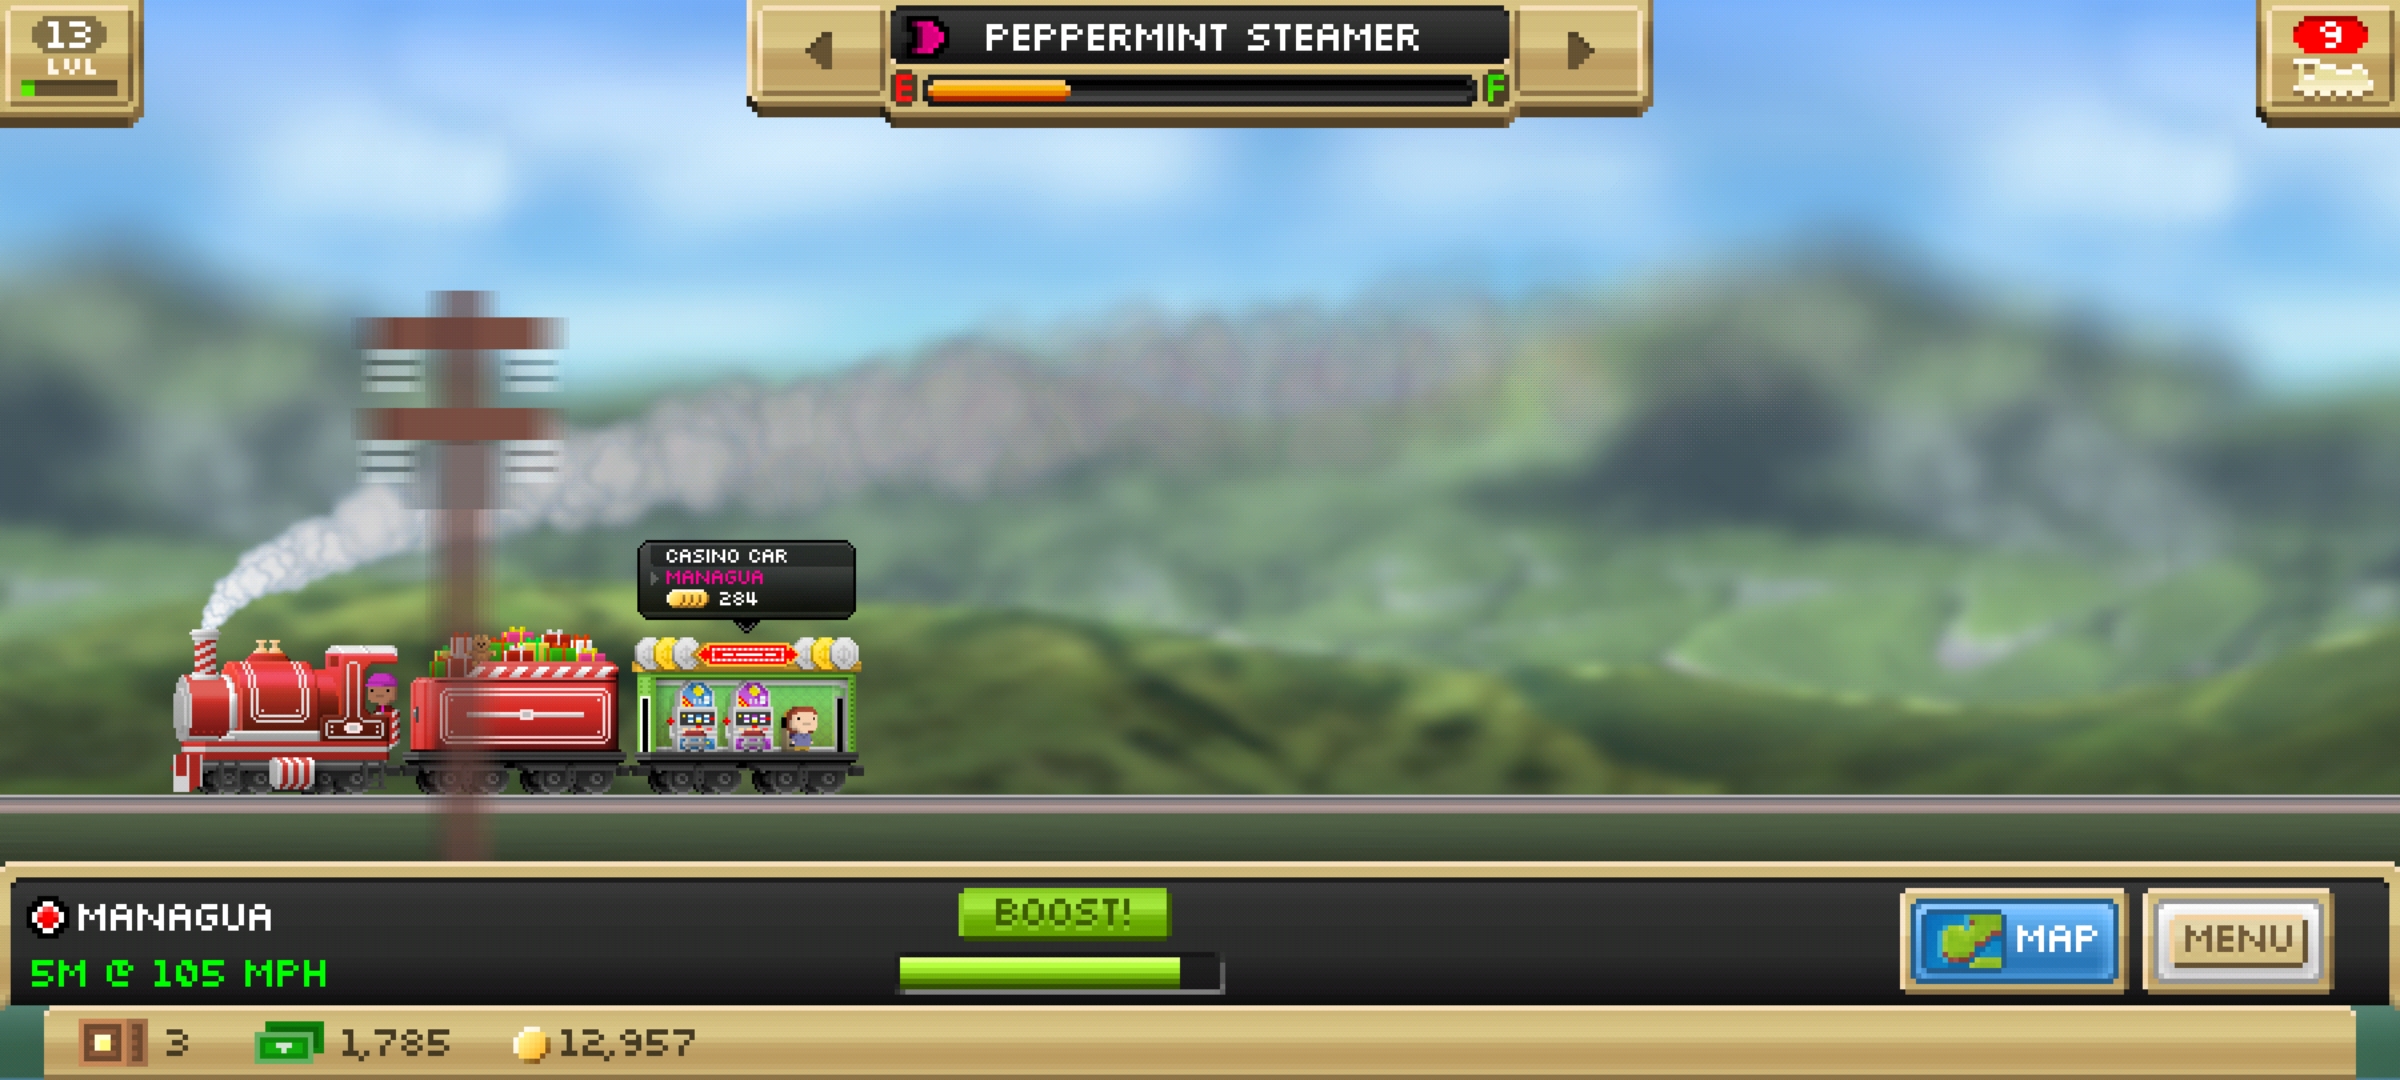 13
LVL
PEPPERMINT STEAMER
E F
9
CASINO CAR
MANAGUA
284
MANAGUA
5M @ 105 MPH
BOOST!
MAP
MENU
3
1,785
12,957